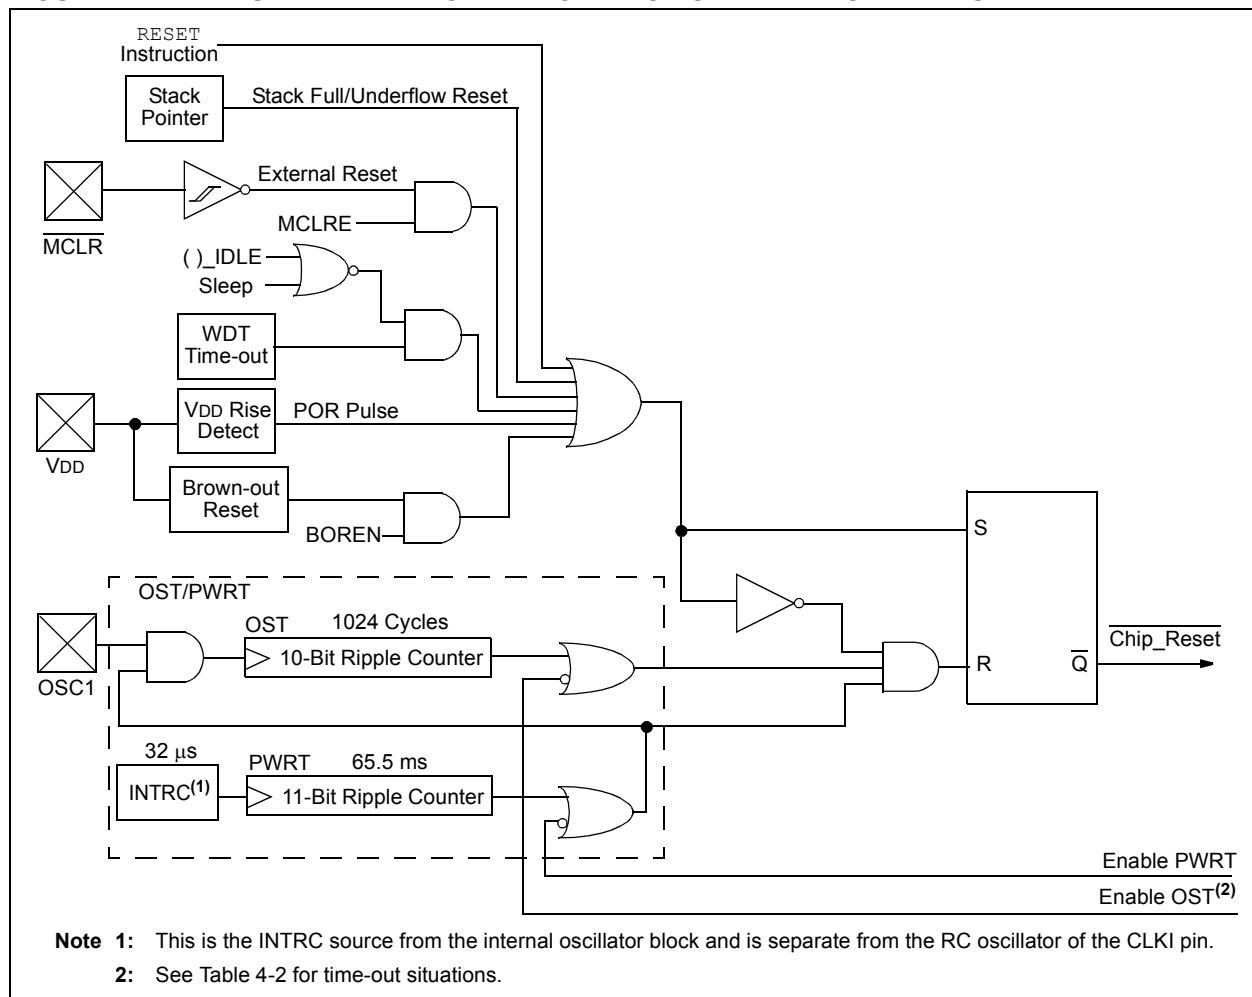 RESET
Instruction
Stack
Pointer
Stack Full/Underflow Reset
External Reset
MCLRE
MCLR
( )_IDLE
Sleep
WDT
Time-out
VDD Rise
Detect
POR Pulse
VDD
Brown-out
Reset
BOREN
S
OST/PWRT
OST
1024 Cycles
10-Bit Ripple Counter
OSC1
R
Q
Chip_Reset
32 μs
INTRC(1)
PWRT
65.5 ms
11-Bit Ripple Counter
Enable PWRT
Enable OST(2)
Note 1: This is the INTRC source from the internal oscillator block and is separate from the RC oscillator of the CLKI pin.
2: See Table 4-2 for time-out situations.